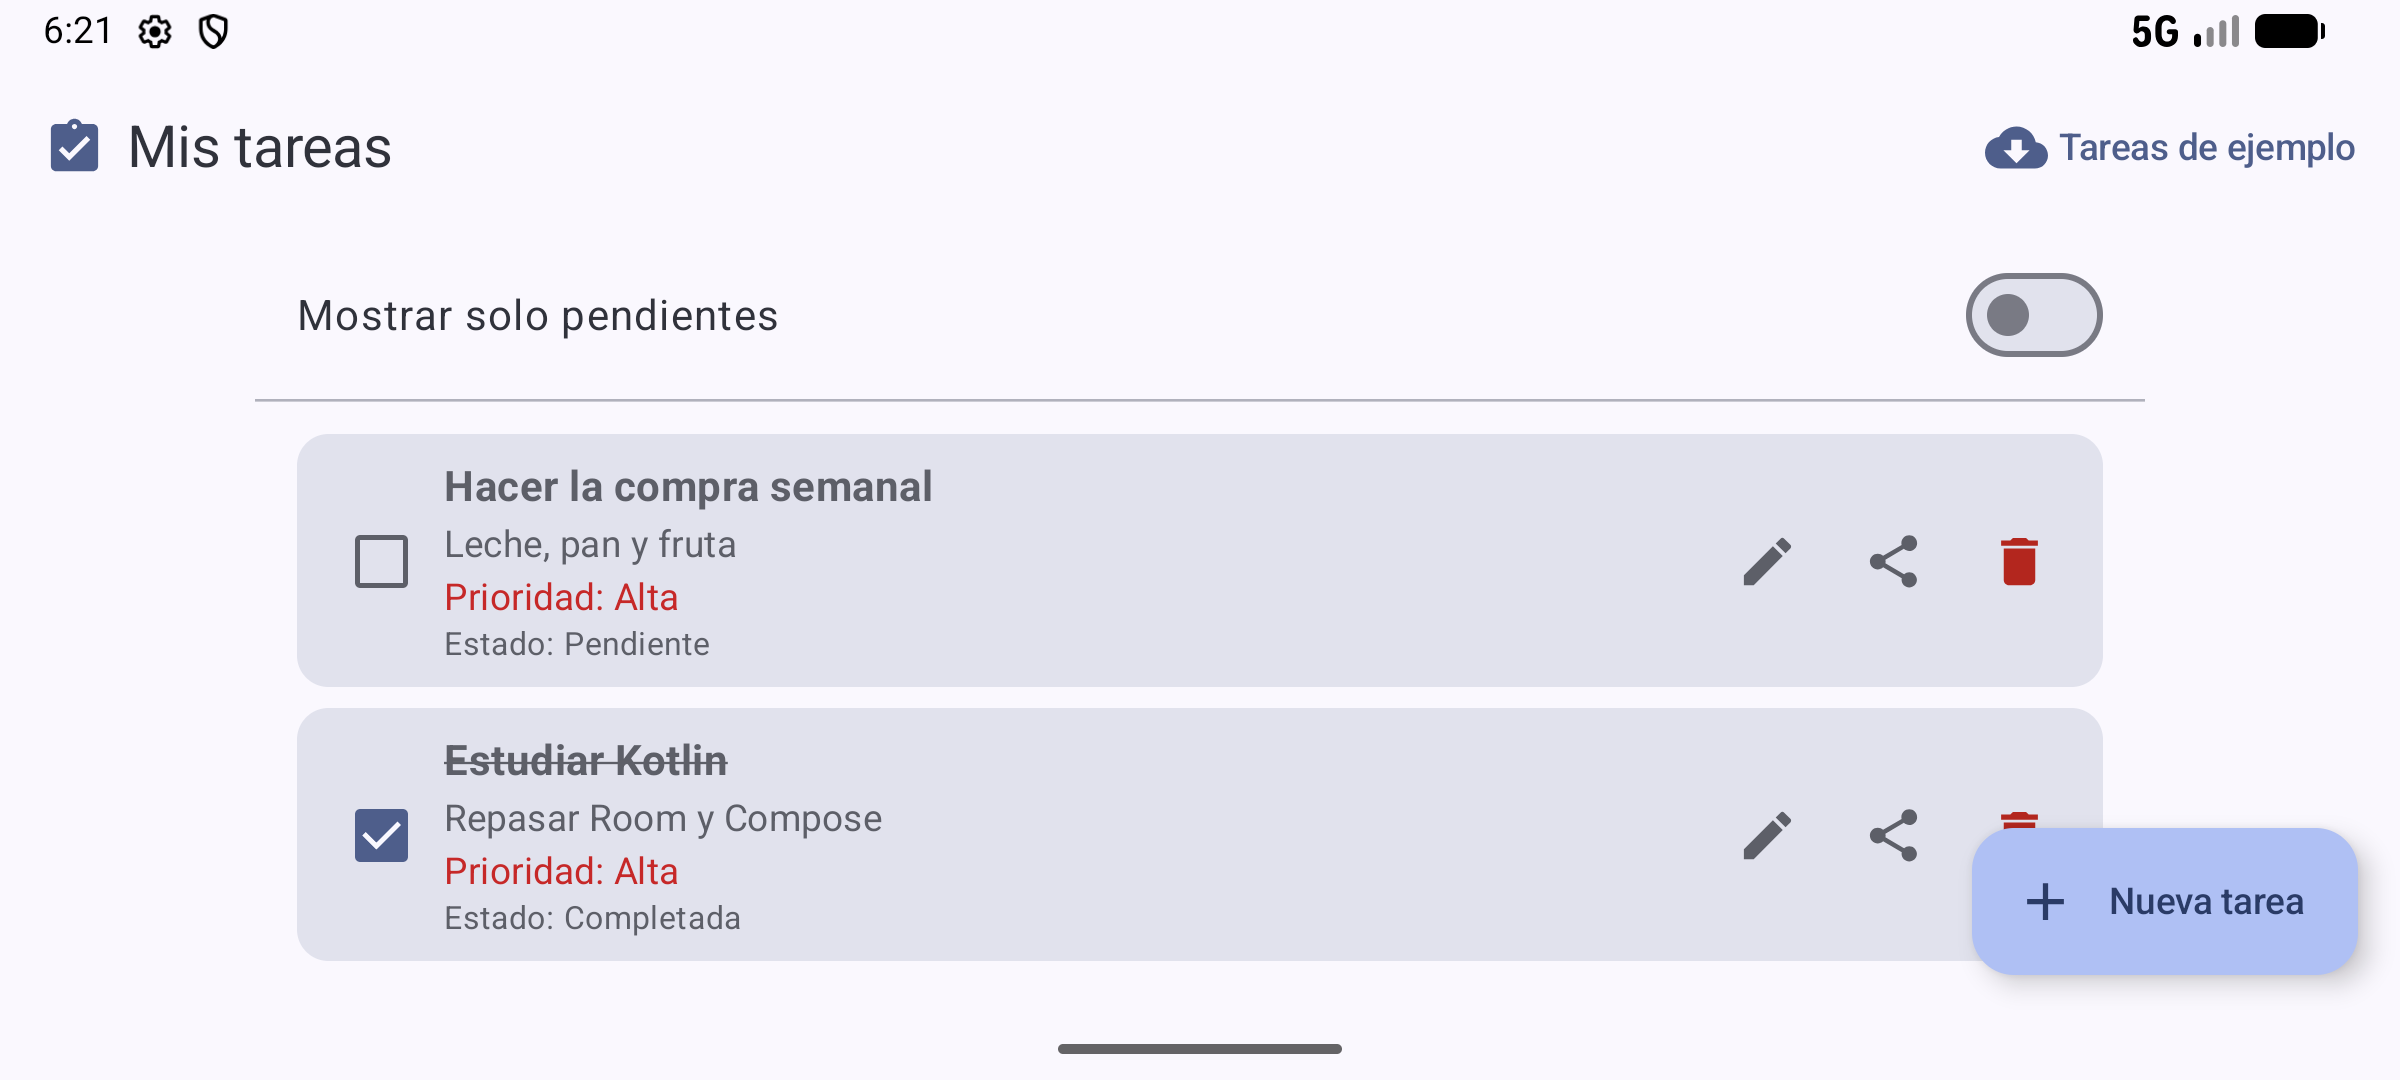 6:21
5G
Mis tareas
Tareas de ejemplo
Mostrar solo pendientes
Hacer la compra semanal
Leche, pan y fruta
Prioridad: Alta
Estado: Pendiente
Estudiar Kotlin
Repasar Room y Compose
Prioridad: Alta
Estado: Completada
Nueva tarea